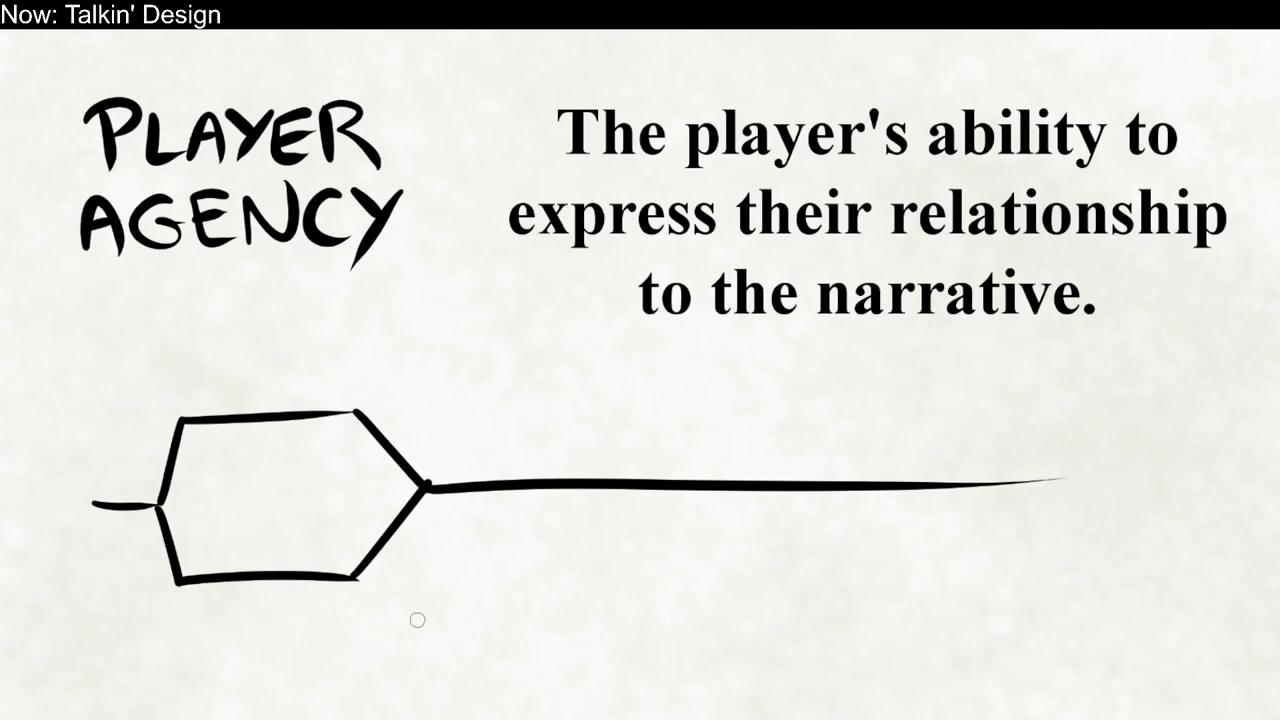 Now: Talkin' Design
PLAYER
AGENCY
The player's ability to
express their relationship
to the narrative.